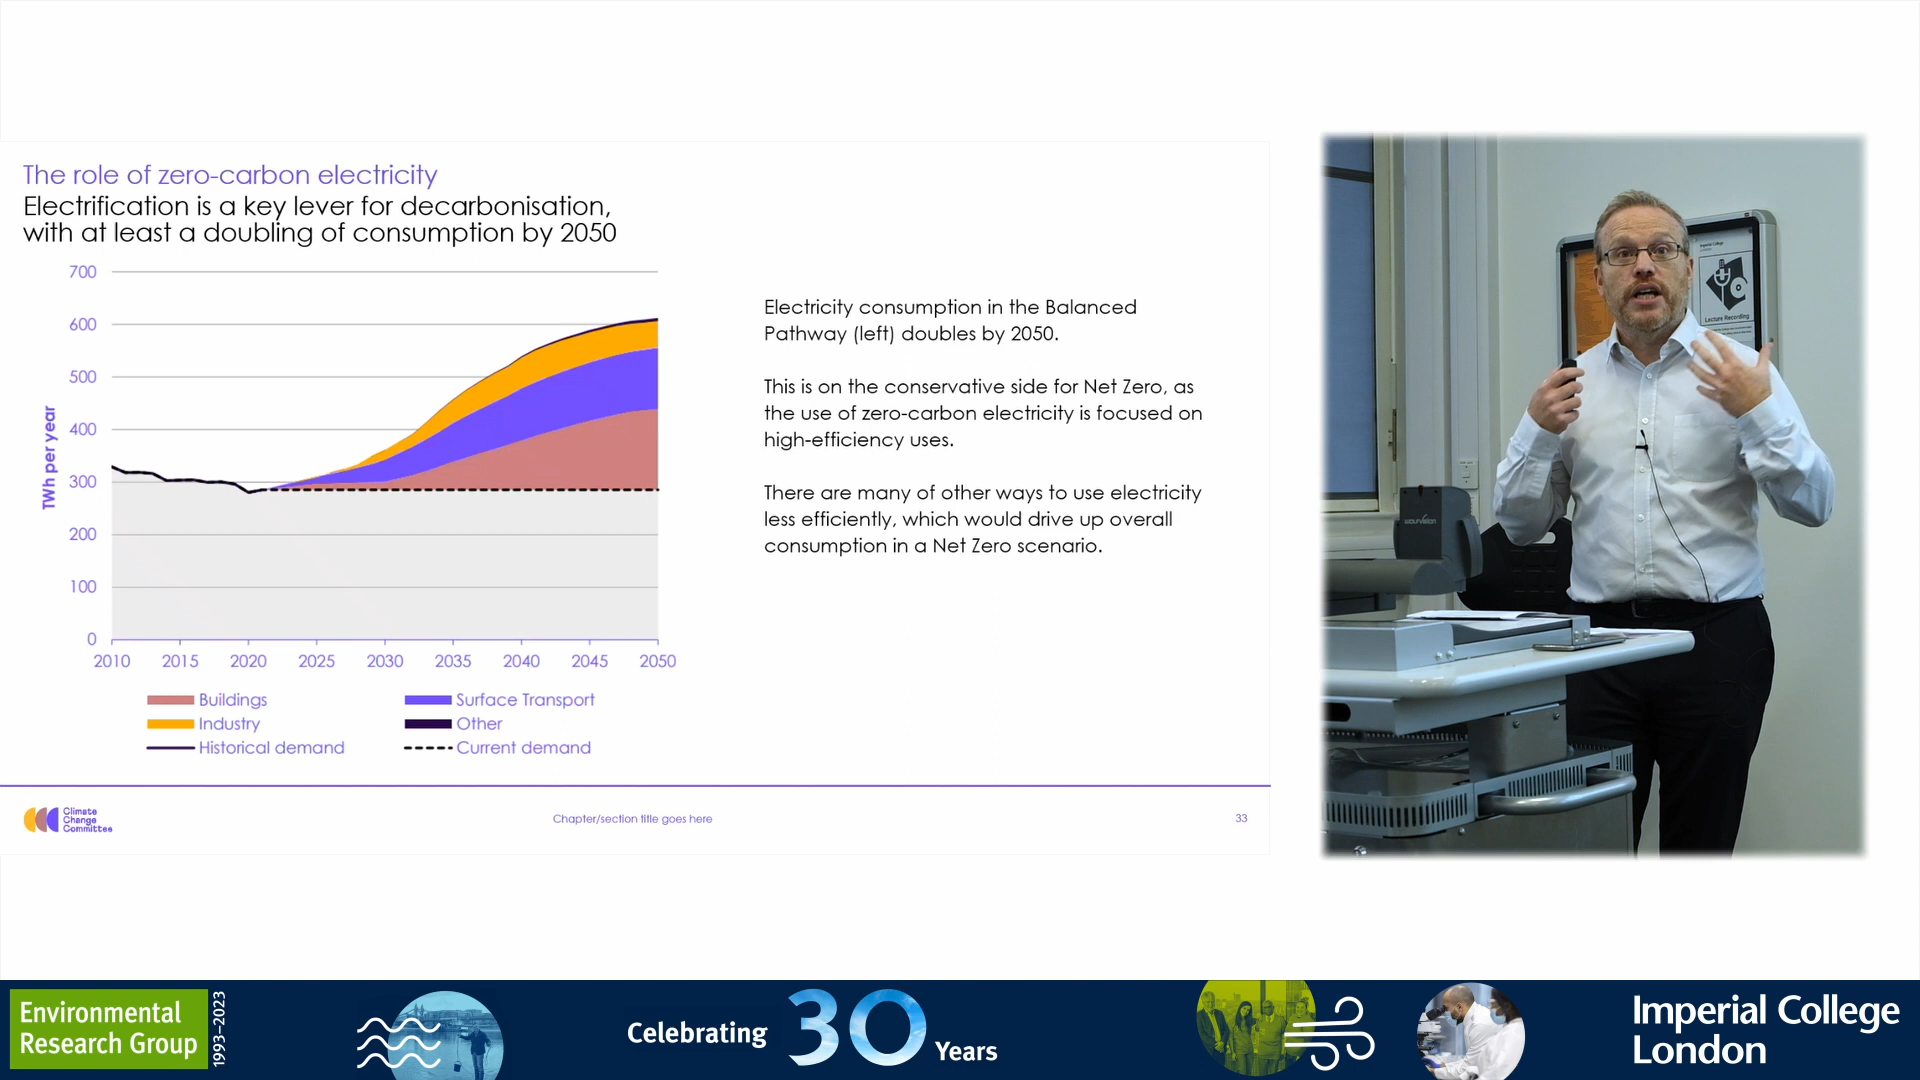 The role of zero-carbon electricity
Electrification is a key lever for decarbonisation,
with at least a doubling of consumption by 2050
700
600
500
400
300
200
100
0
TWh per year
2010 2015 2020 2025 2030 2035 2040 2045 2050
Buildings
Surface Transport
Industry
Other
Historical demand
Current demand
Electricity consumption in the Balanced
Pathway (left) doubles by 2050.
This is on the conservative side for Net Zero, as
the use of zero-carbon electricity is focused on
high-efficiency uses.
There are many of other ways to use electricity
less efficiently, which would drive up overall
consumption in a Net Zero scenario.
Climate
Change
Committee
Chapter/section title goes here
33
Lecture Recording
wolfvision
Environmental
Research Group
1993–2023
Celebrating 30 Years
Imperial College
London